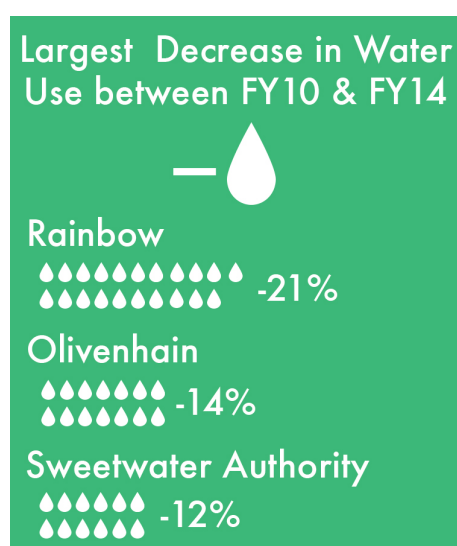 Largest Decrease in Water
Use between FY10 & FY14
Rainbow
-21%
Olivenhain
-14%
Sweetwater Authority
-12%